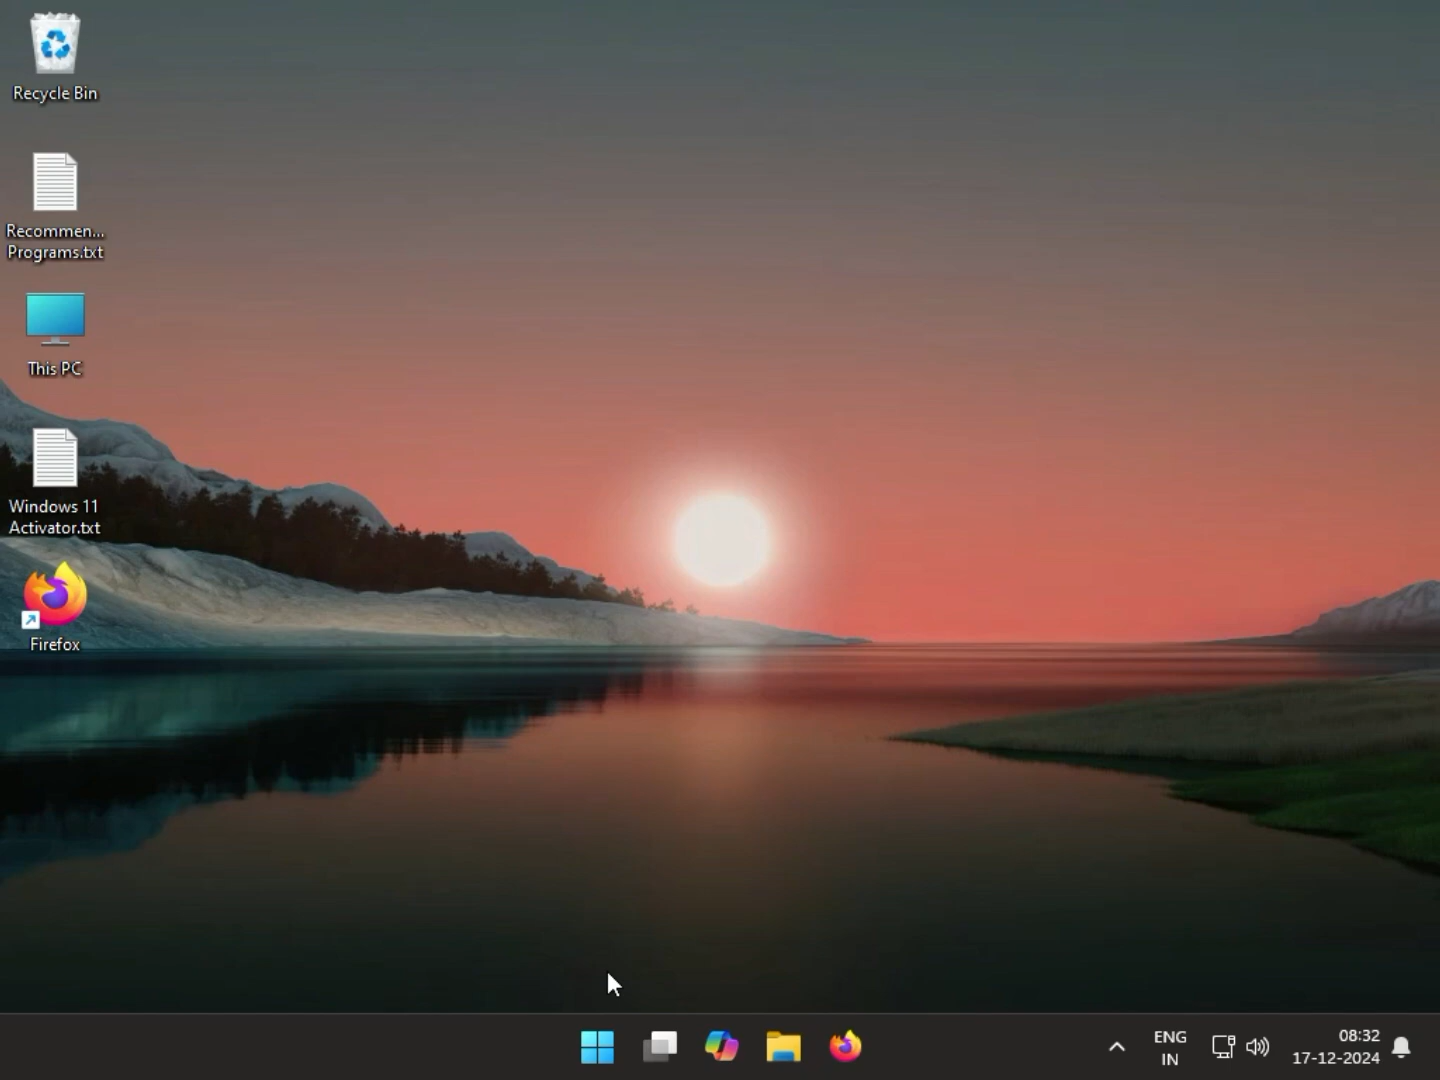 Recycle Bin
Recommen...
Programs.txt
This PC
Windows 11
Activator.txt
Firefox
ENG
IN
08:32
17-12-2024